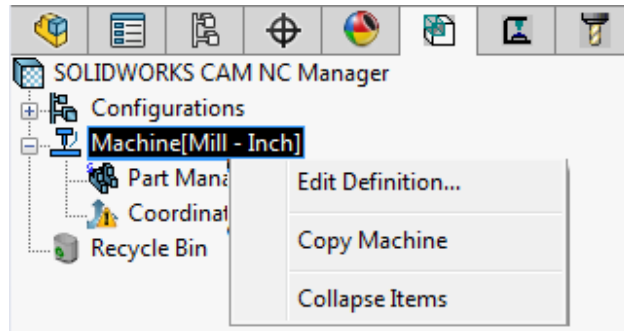 SOLIDWORKS CAM NC Manager
Configurations
Machine[Mill - Inch]
Part Mana
Edit Definition...
Coordinat
Copy Machine
Recycle Bin
Collapse Items